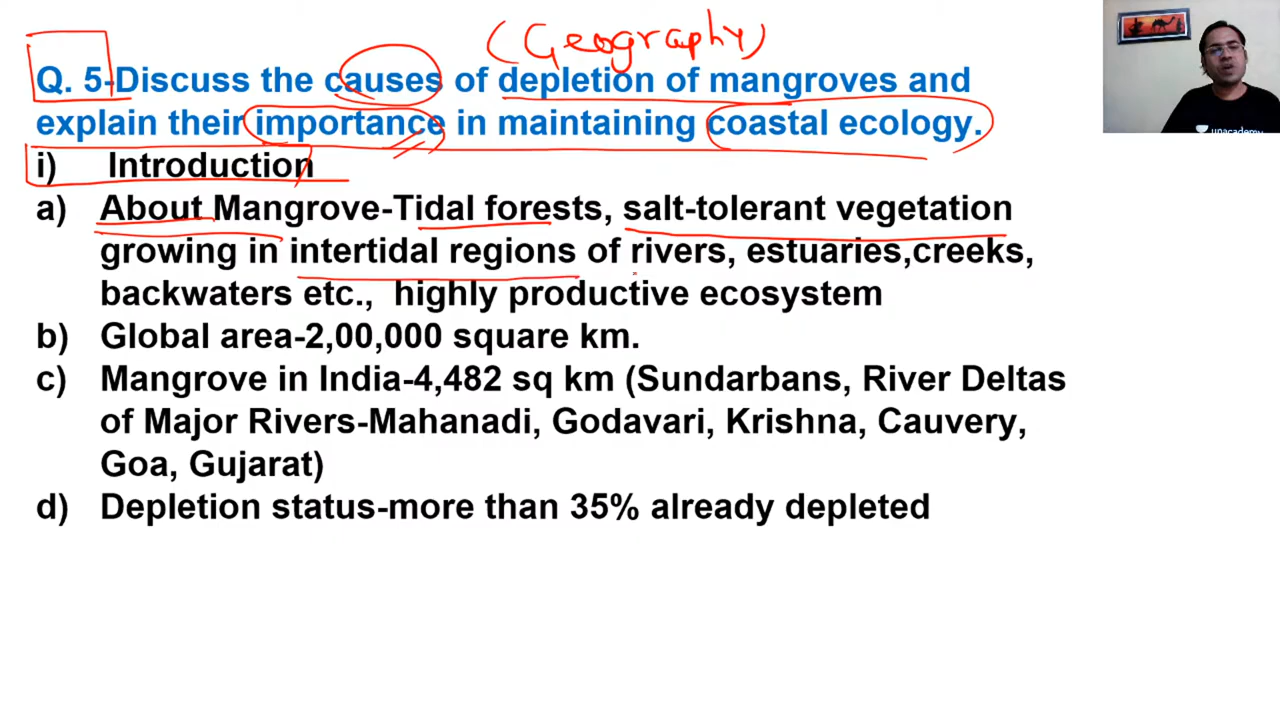 (Geography)
Q. 5-Discuss the causes of depletion of mangroves and
explain their importance in maintaining coastal ecology.
i) Introduction
a) About Mangrove-Tidal forests, salt-tolerant vegetation
growing in intertidal regions of rivers, estuaries,creeks,
backwaters etc., highly productive ecosystem
b) Global area-2,00,000 square km.
c) Mangrove in India-4,482 sq km (Sundarbans, River Deltas
of Major Rivers-Mahanadi, Godavari, Krishna, Cauvery,
Goa, Gujarat)
d) Depletion status-more than 35% already depleted
unacademy